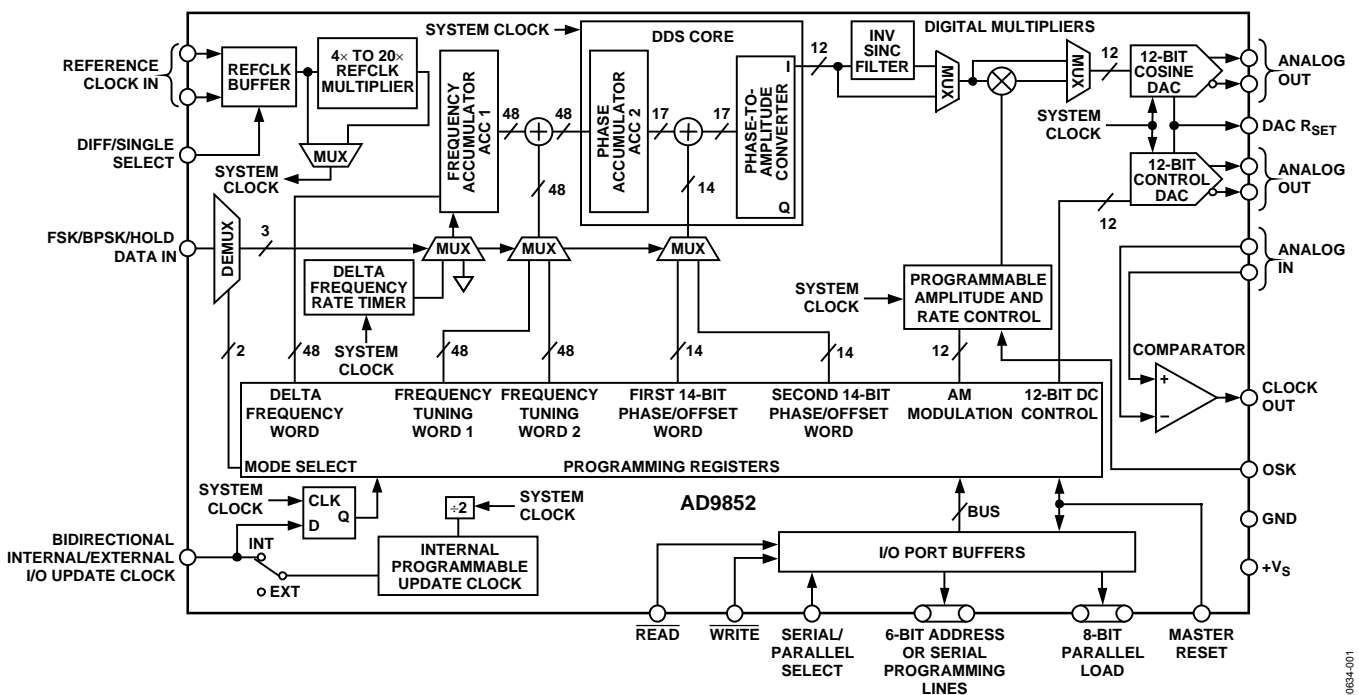 SYSTEM CLOCK
DIGITAL MULTIPLIERS
REFERENCE
CLOCK IN
REFCLK
BUFFER
4× TO 20×
REFCLK
MULTIPLIER
DIFF/SINGLE
SELECT
MUX
SYSTEM
CLOCK
FREQUENCY
ACCUMULATOR
ACC 1
48
48
48
DDS CORE
PHASE
ACCUMULATOR
ACC 2
17
17
14
PHASE-TO-
AMPLITUDE
CONVERTER
I
Q
12
INV
SINC
FILTER
MUX
MUX
12
12-BIT
COSINE
DAC
ANALOG
OUT
SYSTEM
CLOCK
DAC RSET
12-BIT
CONTROL
DAC
ANALOG
OUT
12
FSK/BPSK/HOLD
DATA IN
DEMUX
3
MUX
MUX
MUX
ANALOG
IN
DELTA
FREQUENCY
RATE TIMER
SYSTEM
CLOCK
SYSTEM
CLOCK
PROGRAMMABLE
AMPLITUDE AND
RATE CONTROL
2
48
48
48
14
14
12
COMPARATOR
+
−
CLOCK
OUT
DELTA
FREQUENCY
WORD
FREQUENCY
TUNING
WORD 1
FREQUENCY
TUNING
WORD 2
FIRST 14-BIT
PHASE/OFFSET
WORD
SECOND 14-BIT
PHASE/OFFSET
WORD
AM
MODULATION
12-BIT DC
CONTROL
MODE SELECT
PROGRAMMING REGISTERS
OSK
SYSTEM
CLOCK
CLK
D
Q
÷2
SYSTEM
CLOCK
AD9852
BUS
GND
BIDIRECTIONAL
INTERNAL/EXTERNAL
I/O UPDATE CLOCK
INT
EXT
INTERNAL
PROGRAMMABLE
UPDATE CLOCK
I/O PORT BUFFERS
+VS
READ
WRITE
SERIAL/
PARALLEL
SELECT
6-BIT ADDRESS
OR SERIAL
PROGRAMMING
LINES
8-BIT
PARALLEL
LOAD
MASTER
RESET